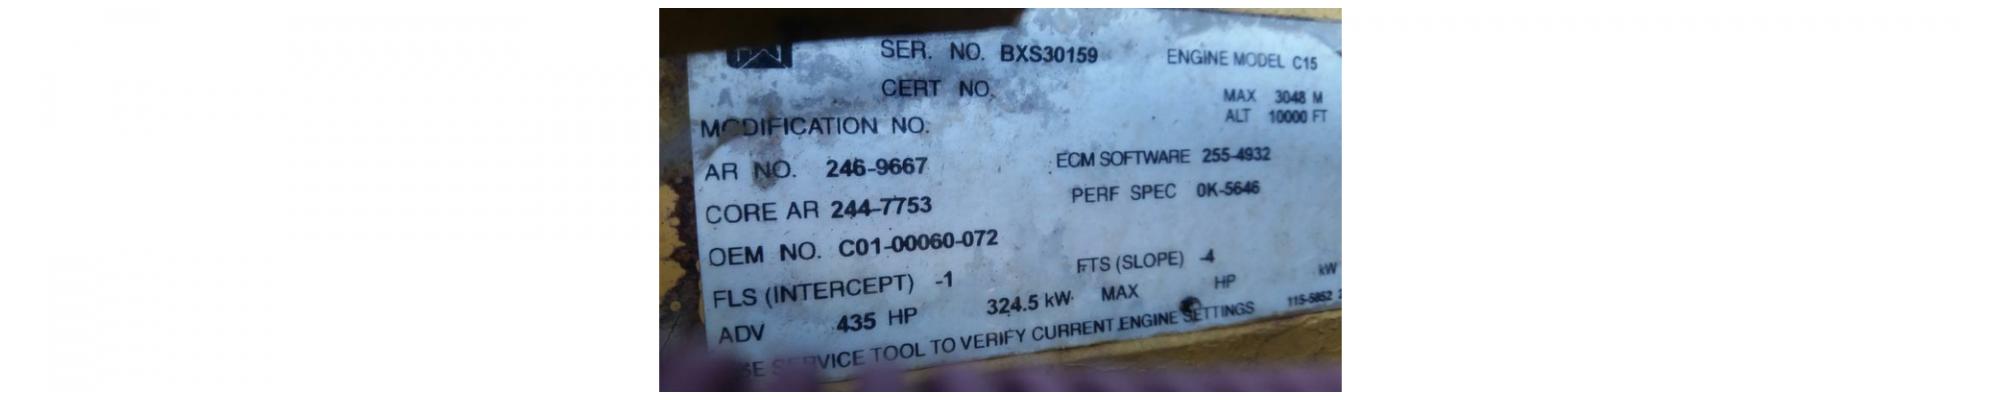 SER. NO. BXS30159 ENGINE MODEL C15
CERT NO.
MAX 3048 M
ALT 10000 FT
MODIFICATION NO.
AR NO. 246-9667 ECM SOFTWARE 255-4932
CORE AR 244-7753 PERF SPEC 0K-5646
OEM NO. C01-00060-072
FLS (INTERCEPT) -1 FTS (SLOPE) -4
ADV 435 HP 324.5 kW MAX HP kW
SERVICE TOOL TO VERIFY CURRENT ENGINE SETTINGS 115-5852